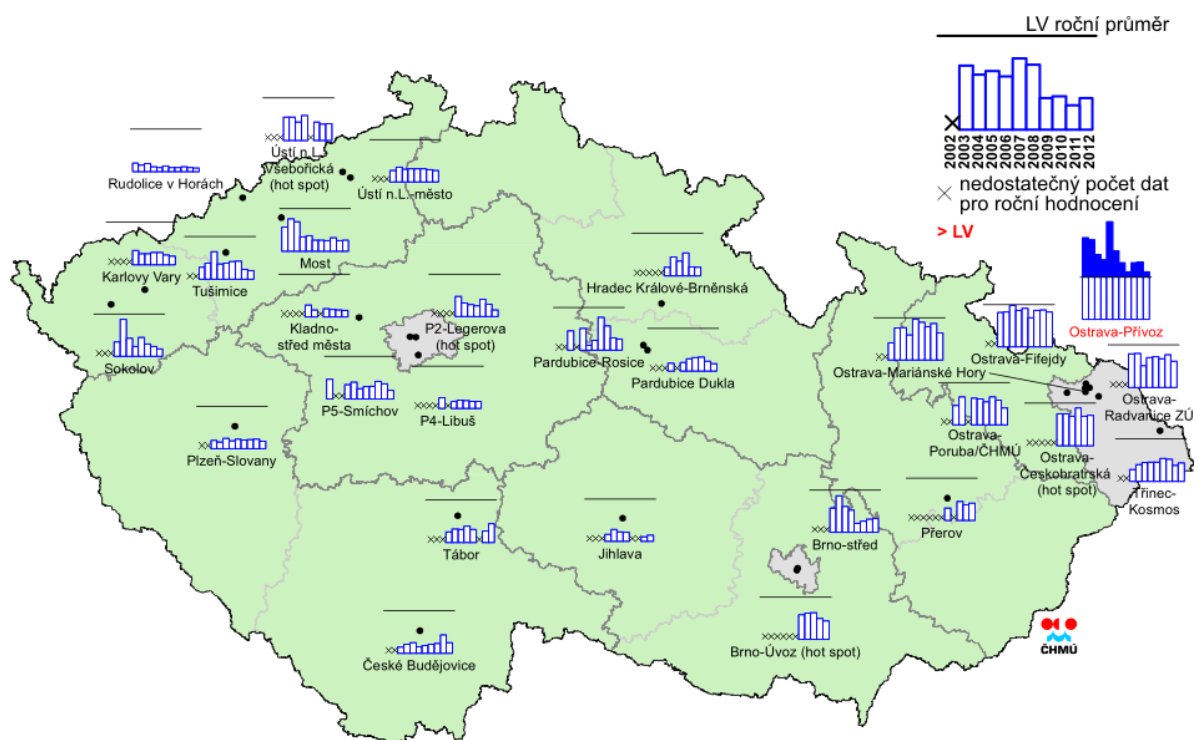 LV roční průměr
2002
2003
2004
2005
2006
2007
2008
2009
2010
2011
2012
nedostatečný počet dat
pro roční hodnocení
> LV
Ústí n.L.-
Všebořická
(hot spot)
Rudolice v Horách
Ústí n.L.-město
Most
Karlovy Vary
Tušimice
Hradec Králové-Brněnská
Kladno-
střed města
P2-Legerova
(hot spot)
Ostrava-Přívoz
Ostrava-Fifejdy
Pardubice-Rosice
Ostrava-Mariánské Hory
Sokolov
Pardubice Dukla
P5-Smíchov
P4-Libuš
Ostrava-
Radvanice ZÚ
Ostrava-
Poruba/ČHMÚ
Ostrava-
Českobratrská
(hot spot)
Plzeň-Slovany
Třinec-
Kosmos
Přerov
Brno-střed
Tábor
Jihlava
Brno-Úvoz (hot spot)
České Budějovice
ČHMÚ